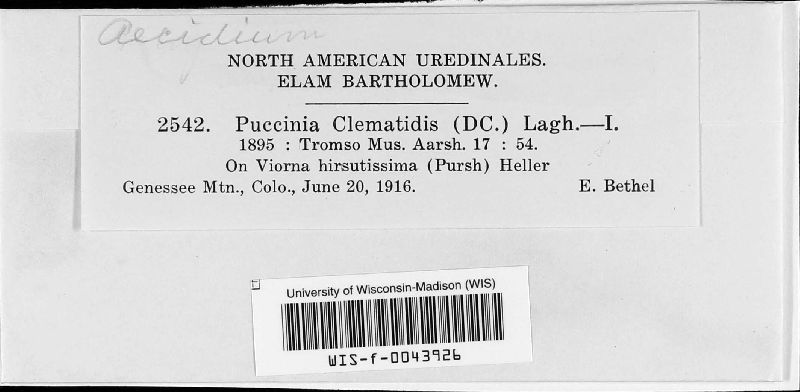 Aecidium
NORTH AMERICAN UREDINALES.
ELAM BARTHOLOMEW.
2542. Puccinia Clematidis (DC.) Lagh.—I.
1895 : Tromso Mus. Aarsh. 17 : 54.
On Viorna hirsutissima (Pursh) Heller
Genessee Mtn., Colo., June 20, 1916. E. Bethel
University of Wisconsin-Madison (WIS)
WIS-f-0043926